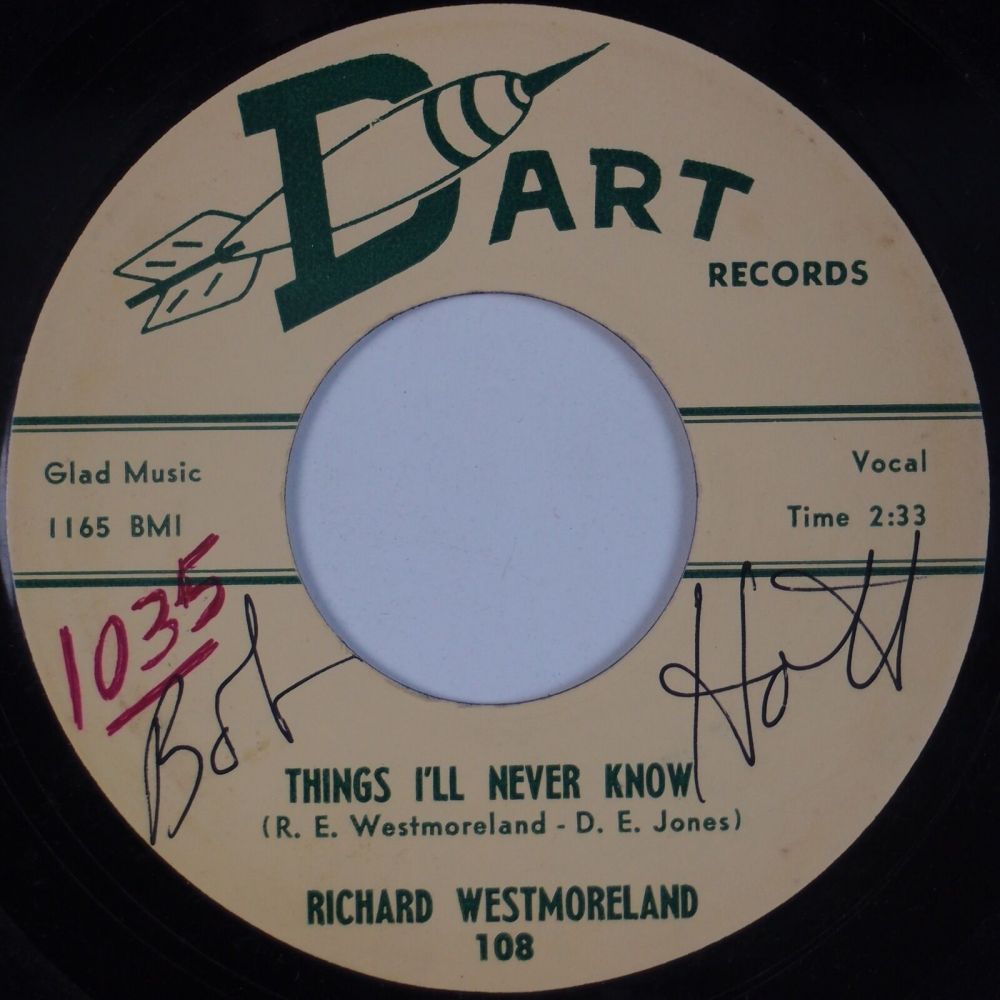 DART
RECORDS
Glad Music
1165 BMI
Vocal
Time 2:33
1035
Bob Hott
THINGS I'LL NEVER KNOW
(R. E. Westmoreland - D. E. Jones)
RICHARD WESTMORELAND
108